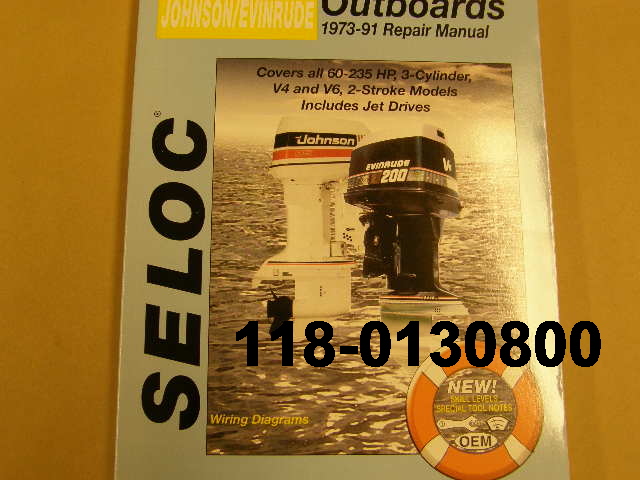 JOHNSON/EVINRUDE
Outboards
1973-91 Repair Manual
Covers all 60-235 HP, 3-Cylinder,
V4 and V6, 2-Stroke Models
Includes Jet Drives
SELOC®
Johnson
EVINRUDE
200
118-0130800
Wiring Diagrams
NEW!
SKILL LEVELS
SPECIAL TOOL NOTES
OEM